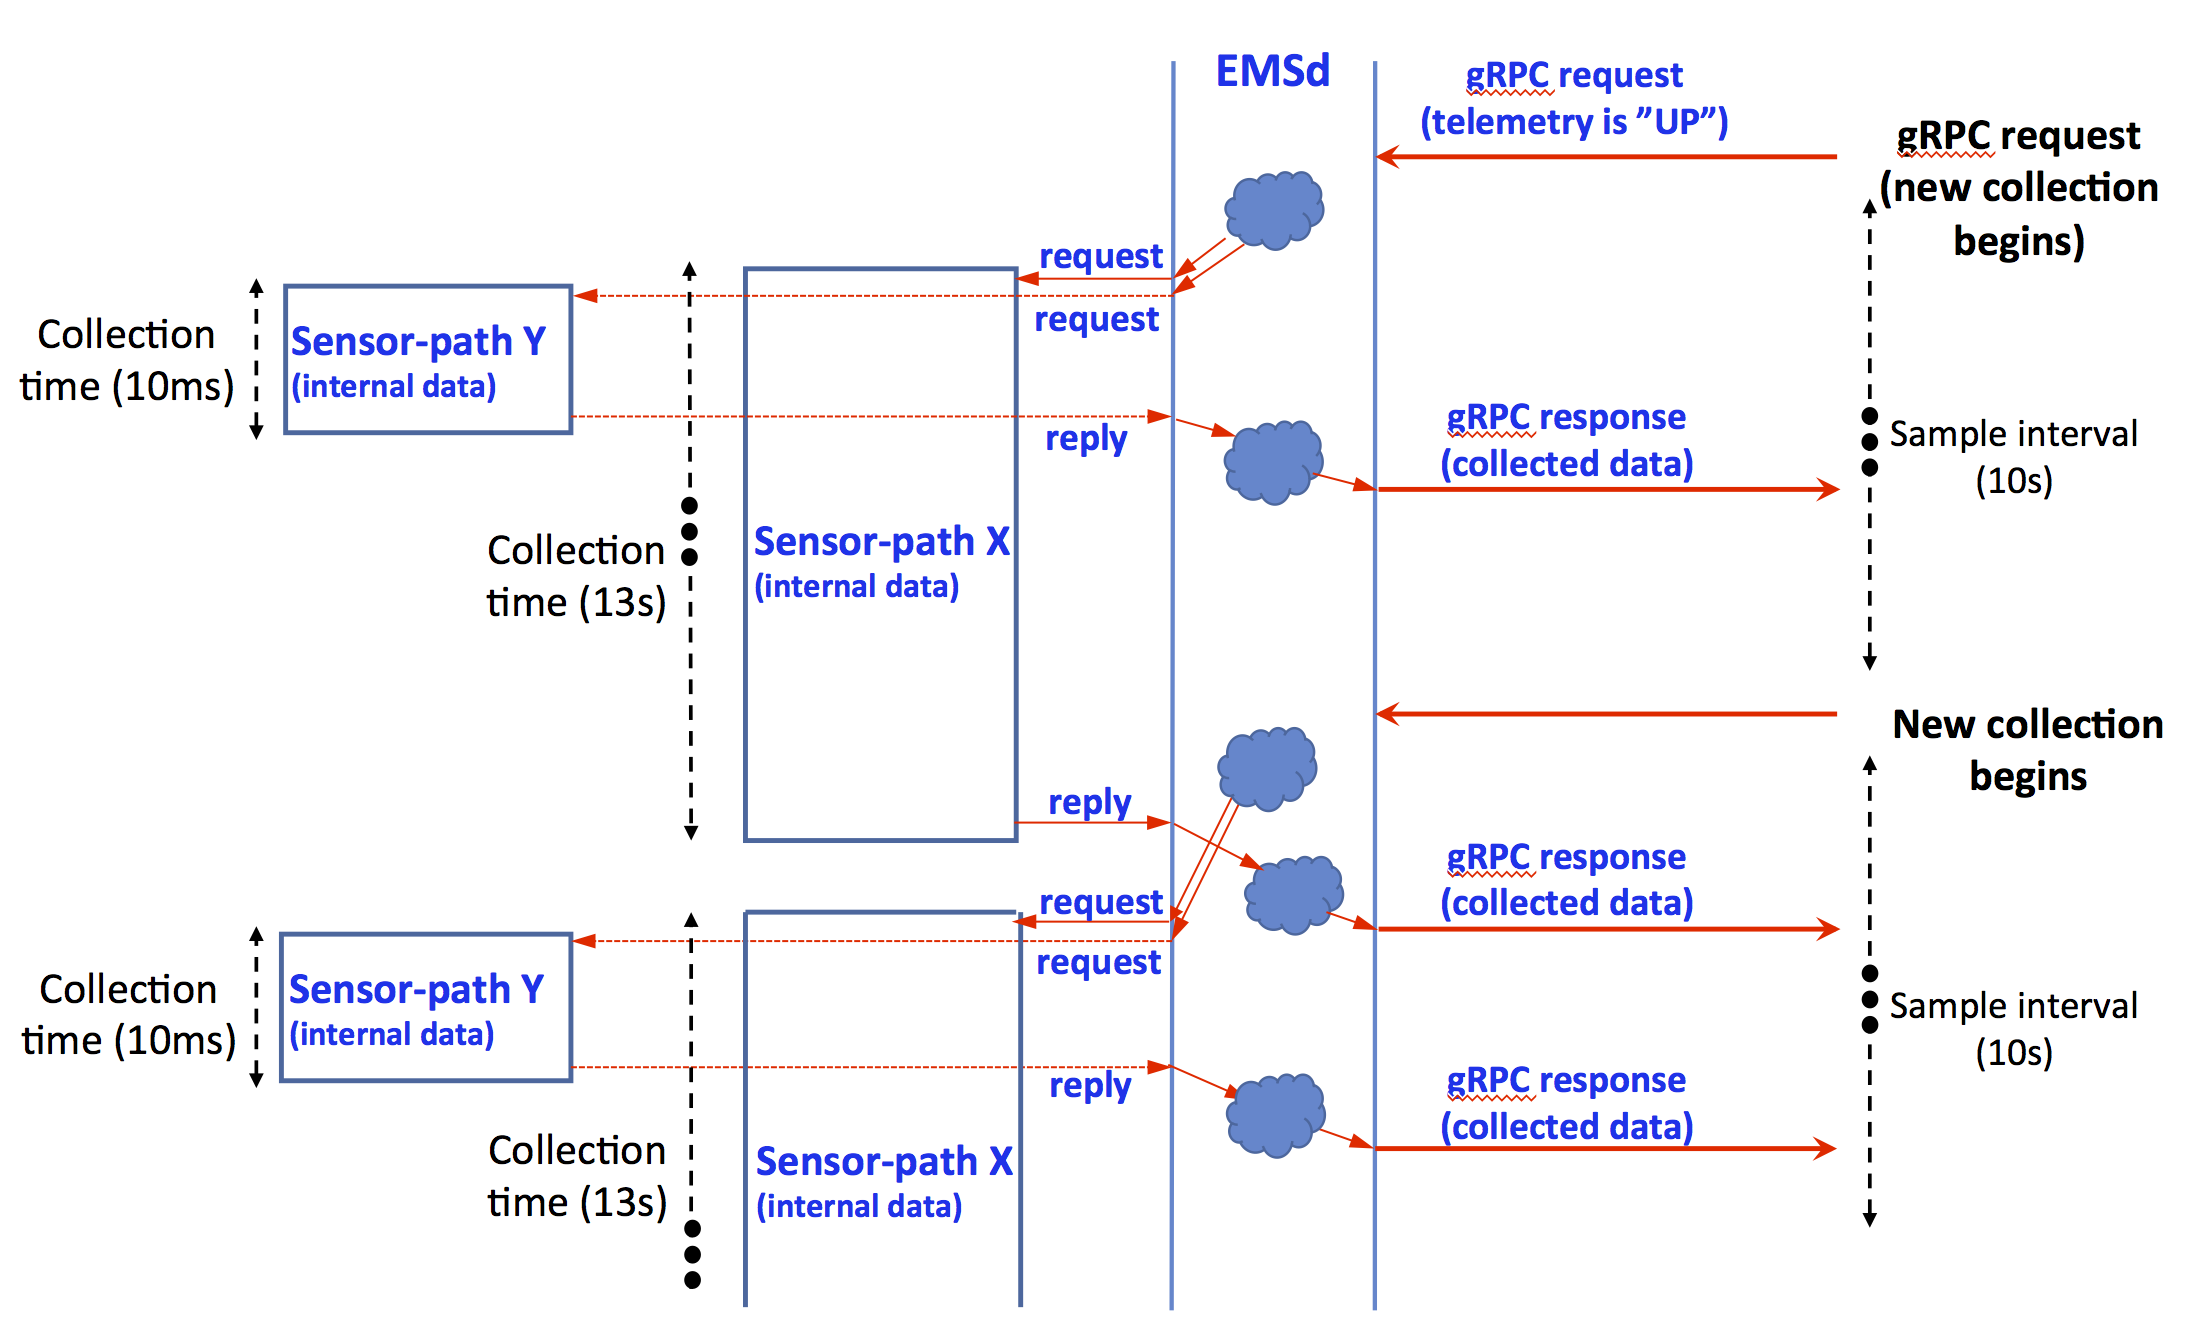 EMSd
gRPC request
(telemetry is ”UP”)
gRPC request
(new collection
begins)
request
request
Collection
time (10ms)
Sensor-path Y
(internal data)
reply
gRPC response
(collected data)
Sample interval
(10s)
Collection
time (13s)
Sensor-path X
(internal data)
New collection
begins
reply
gRPC response
(collected data)
request
request
Collection
time (10ms)
Sensor-path Y
(internal data)
Sample interval
(10s)
reply
gRPC response
(collected data)
Collection
time (13s)
Sensor-path X
(internal data)